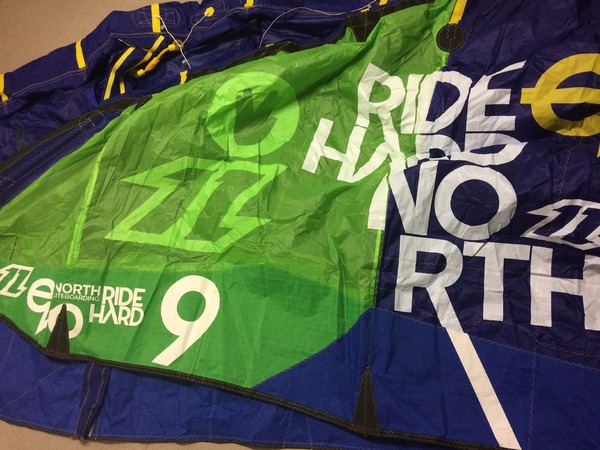 RIDE
HARD
NO
RTH
e
NORTH
KITEBOARDING
RIDE
HARD
9